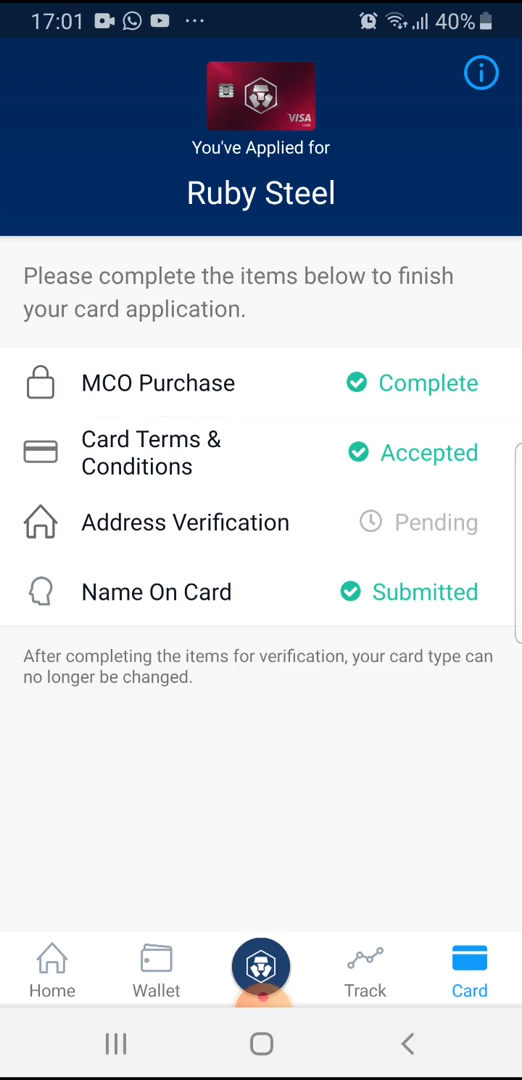 17:01 ... 40%
VISA
You've Applied for
Ruby Steel
Please complete the items below to finish
your card application.
MCO Purchase Complete
Card Terms &
Conditions Accepted
Address Verification Pending
Name On Card Submitted
After completing the items for verification, your card type can
no longer be changed.
Home Wallet Track Card